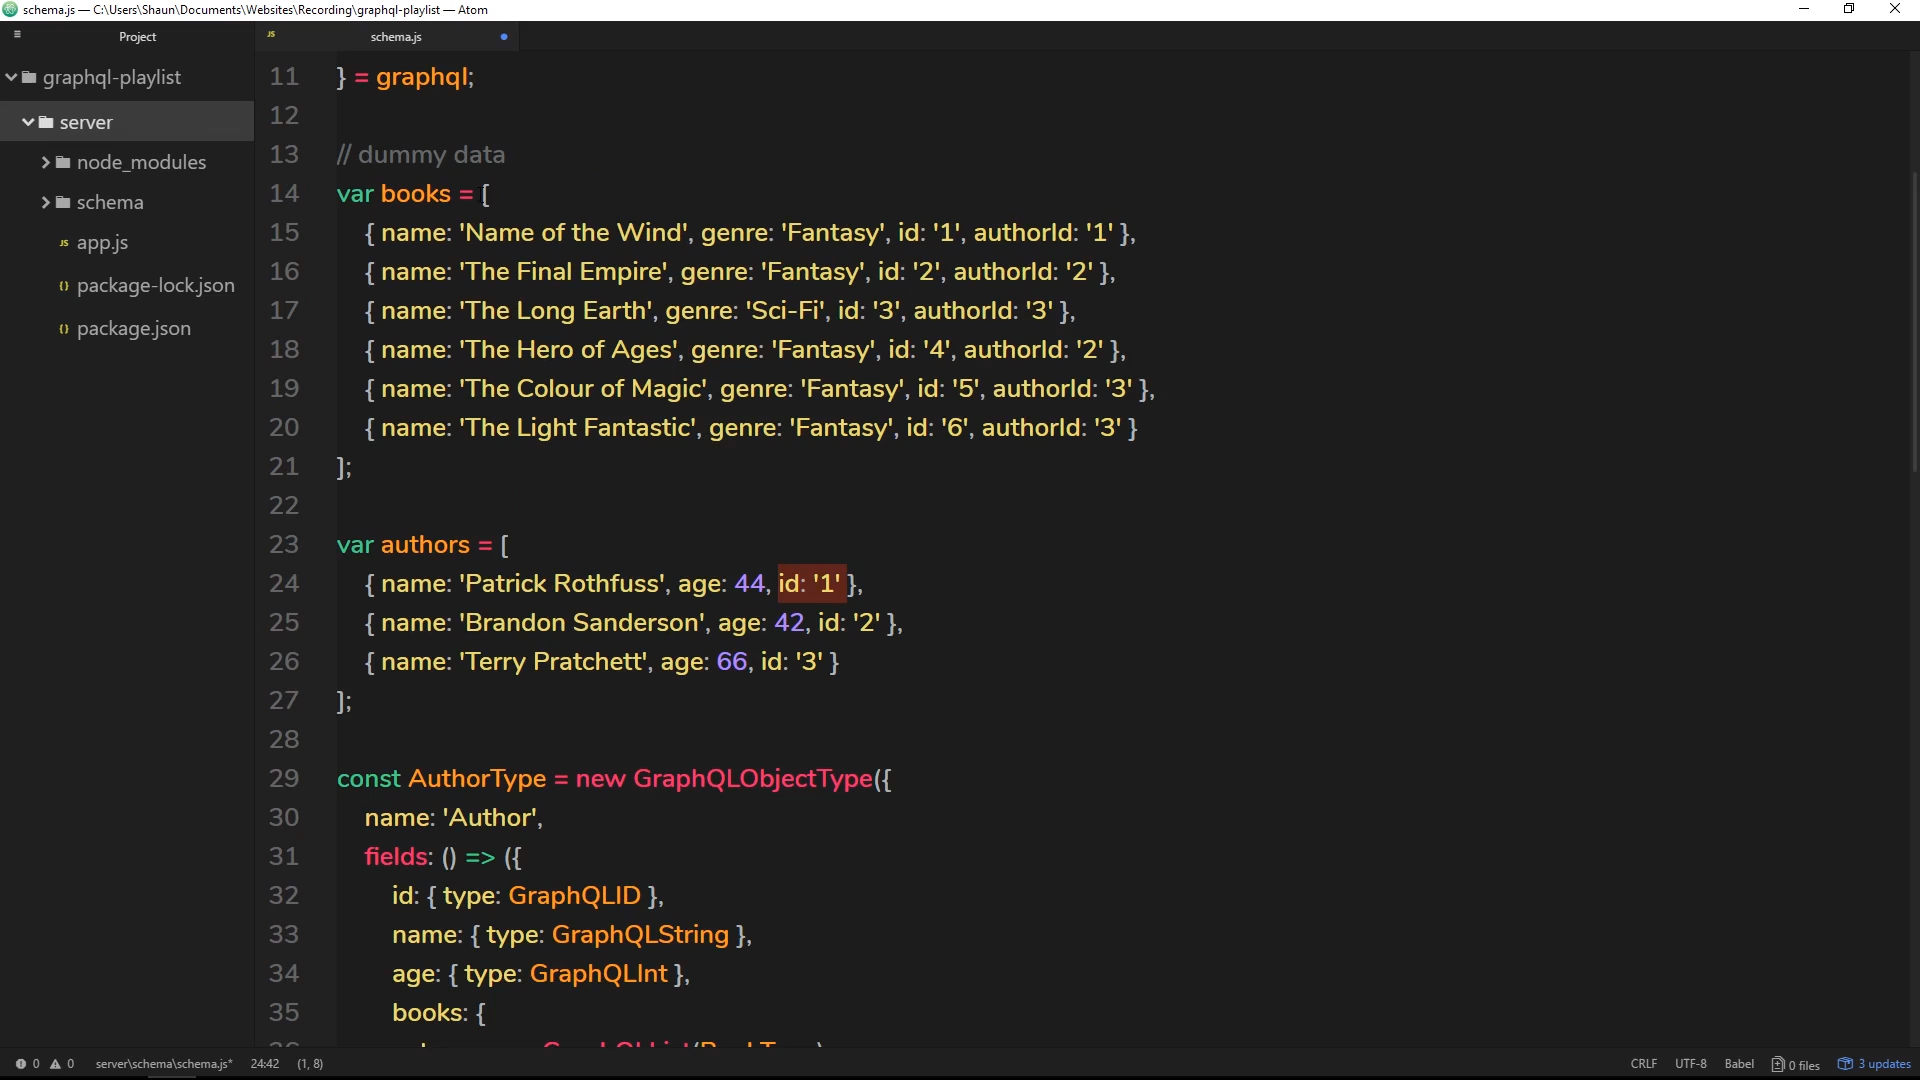 schema.js — C:\Users\Shaun\Documents\Websites\Recording\graphql-playlist — Atom
Project
schema.js
graphql-playlist
server
node_modules
schema
app.js
package-lock.json
package.json
11 } = graphql;
12
13 // dummy data
14 var books = [
15 { name: 'Name of the Wind', genre: 'Fantasy', id: '1', authorId: '1' },
16 { name: 'The Final Empire', genre: 'Fantasy', id: '2', authorId: '2' },
17 { name: 'The Long Earth', genre: 'Sci-Fi', id: '3', authorId: '3' },
18 { name: 'The Hero of Ages', genre: 'Fantasy', id: '4', authorId: '2' },
19 { name: 'The Colour of Magic', genre: 'Fantasy', id: '5', authorId: '3' },
20 { name: 'The Light Fantastic', genre: 'Fantasy', id: '6', authorId: '3' }
21 ];
22
23 var authors = [
24 { name: 'Patrick Rothfuss', age: 44, id: '1' },
25 { name: 'Brandon Sanderson', age: 42, id: '2' },
26 { name: 'Terry Pratchett', age: 66, id: '3' }
27 ];
28
29 const AuthorType = new GraphQLObjectType({
30 name: 'Author',
31 fields: () => ({
32 id: { type: GraphQLID },
33 name: { type: GraphQLString },
34 age: { type: GraphQLInt },
35 books: {
0 0 server\schema\schema.js* 24:42 (1, 8) CRLF UTF-8 Babel 0 files 3 updates